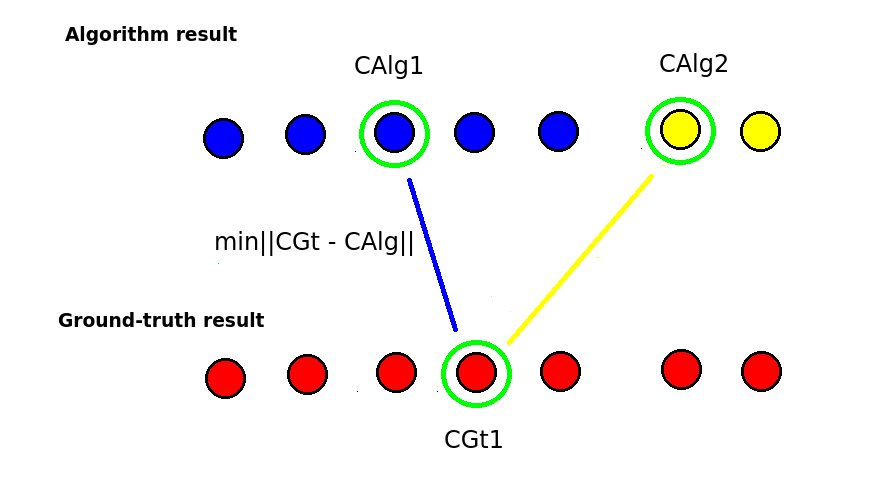 Algorithm result
CAlg1
CAlg2
min||CGt - CAlg||
Ground-truth result
CGt1